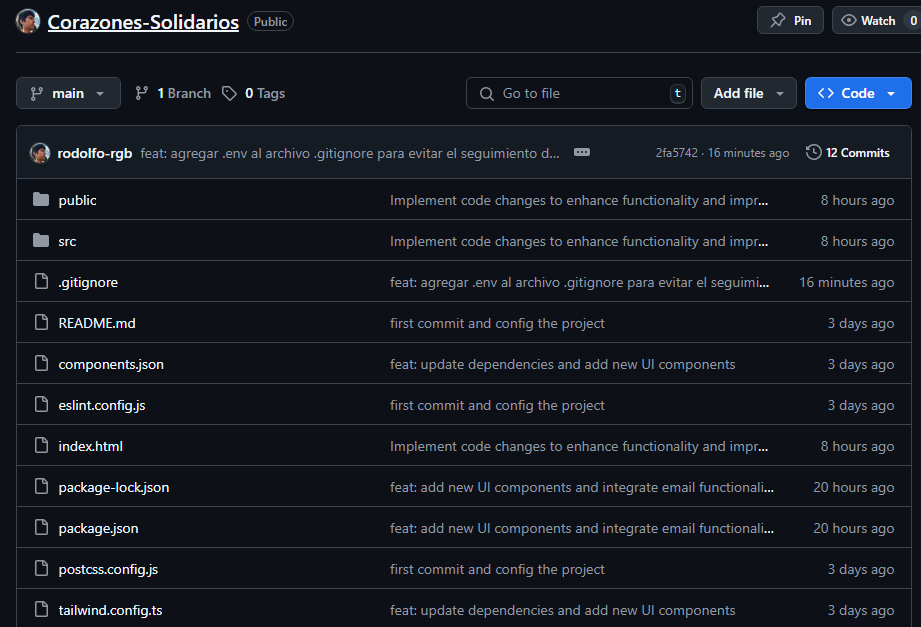 Corazones-Solidarios Public Pin Watch 0
main 1 Branch 0 Tags Go to file t Add file Code
rodolfo-rgb feat: agregar .env al archivo .gitignore para evitar el seguimiento d... 2fa5742 · 16 minutes ago 12 Commits
public Implement code changes to enhance functionality and impr... 8 hours ago
src Implement code changes to enhance functionality and impr... 8 hours ago
.gitignore feat: agregar .env al archivo .gitignore para evitar el seguimi... 16 minutes ago
README.md first commit and config the project 3 days ago
components.json feat: update dependencies and add new UI components 3 days ago
eslint.config.js first commit and config the project 3 days ago
index.html Implement code changes to enhance functionality and impr... 8 hours ago
package-lock.json feat: add new UI components and integrate email functionali... 20 hours ago
package.json feat: add new UI components and integrate email functionali... 20 hours ago
postcss.config.js first commit and config the project 3 days ago
tailwind.config.ts feat: update dependencies and add new UI components 3 days ago